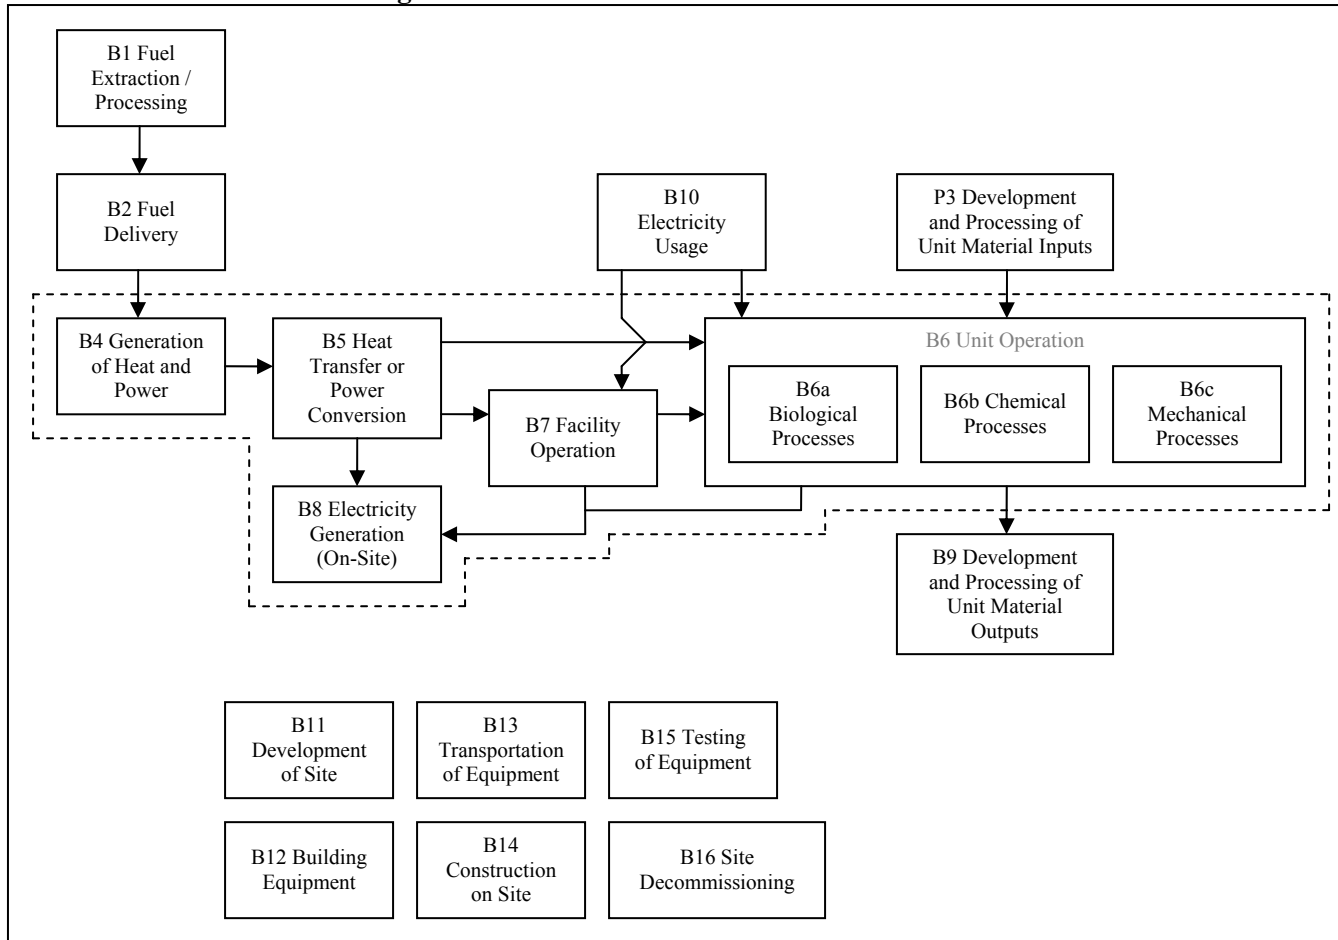 B1 Fuel
Extraction /
Processing
B2 Fuel
Delivery
B10
Electricity
Usage
P3 Development
and Processing of
Unit Material Inputs
B4 Generation
of Heat and
Power
B5 Heat
Transfer or
Power
Conversion
B6 Unit Operation
B6a
Biological
Processes
B6b Chemical
Processes
B6c
Mechanical
Processes
B7 Facility
Operation
B8 Electricity
Generation
(On-Site)
B9 Development
and Processing of
Unit Material
Outputs
B11
Development
of Site
B13
Transportation
of Equipment
B15 Testing
of Equipment
B12 Building
Equipment
B14
Construction
on Site
B16 Site
Decommissioning